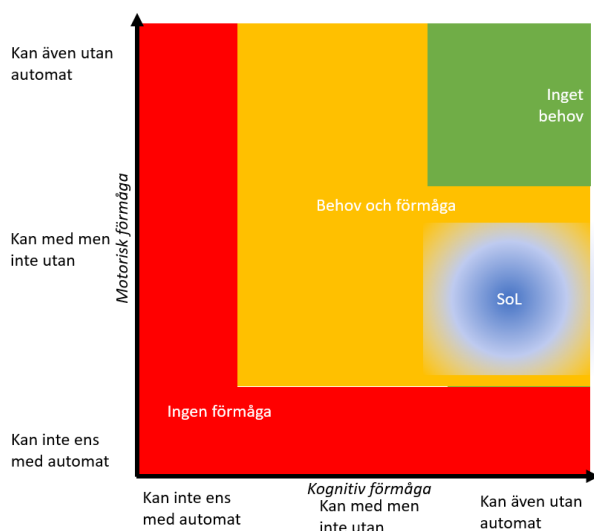 Kan även utan
automat
Inget
behov
Behov och förmåga
Kan med men
inte utan
Motorisk förmåga
SoL
Ingen förmåga
Kan inte ens
med automat
Kognitiv förmåga
Kan inte ens
med automat
Kan med men
inte utan
Kan även utan
automat